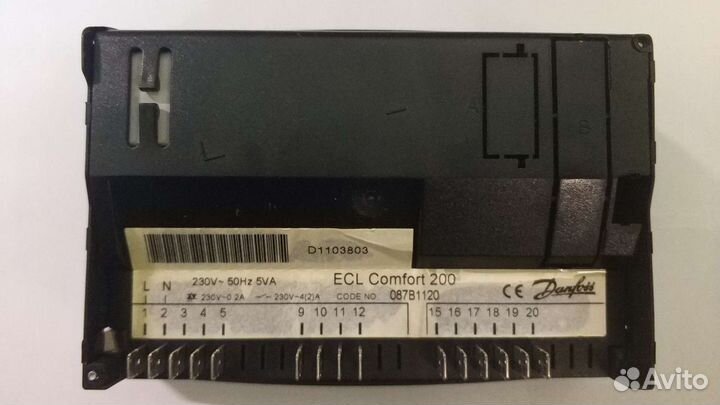 A
B
D1103803
L N 230V~ 50Hz 5VA ECL Comfort 200
230V~0.2A 230V~4(2)A CODE NO 087B1120 CE Danfoss
1 2 3 4 5 9 10 11 12 15 16 17 18 19 20
Avito